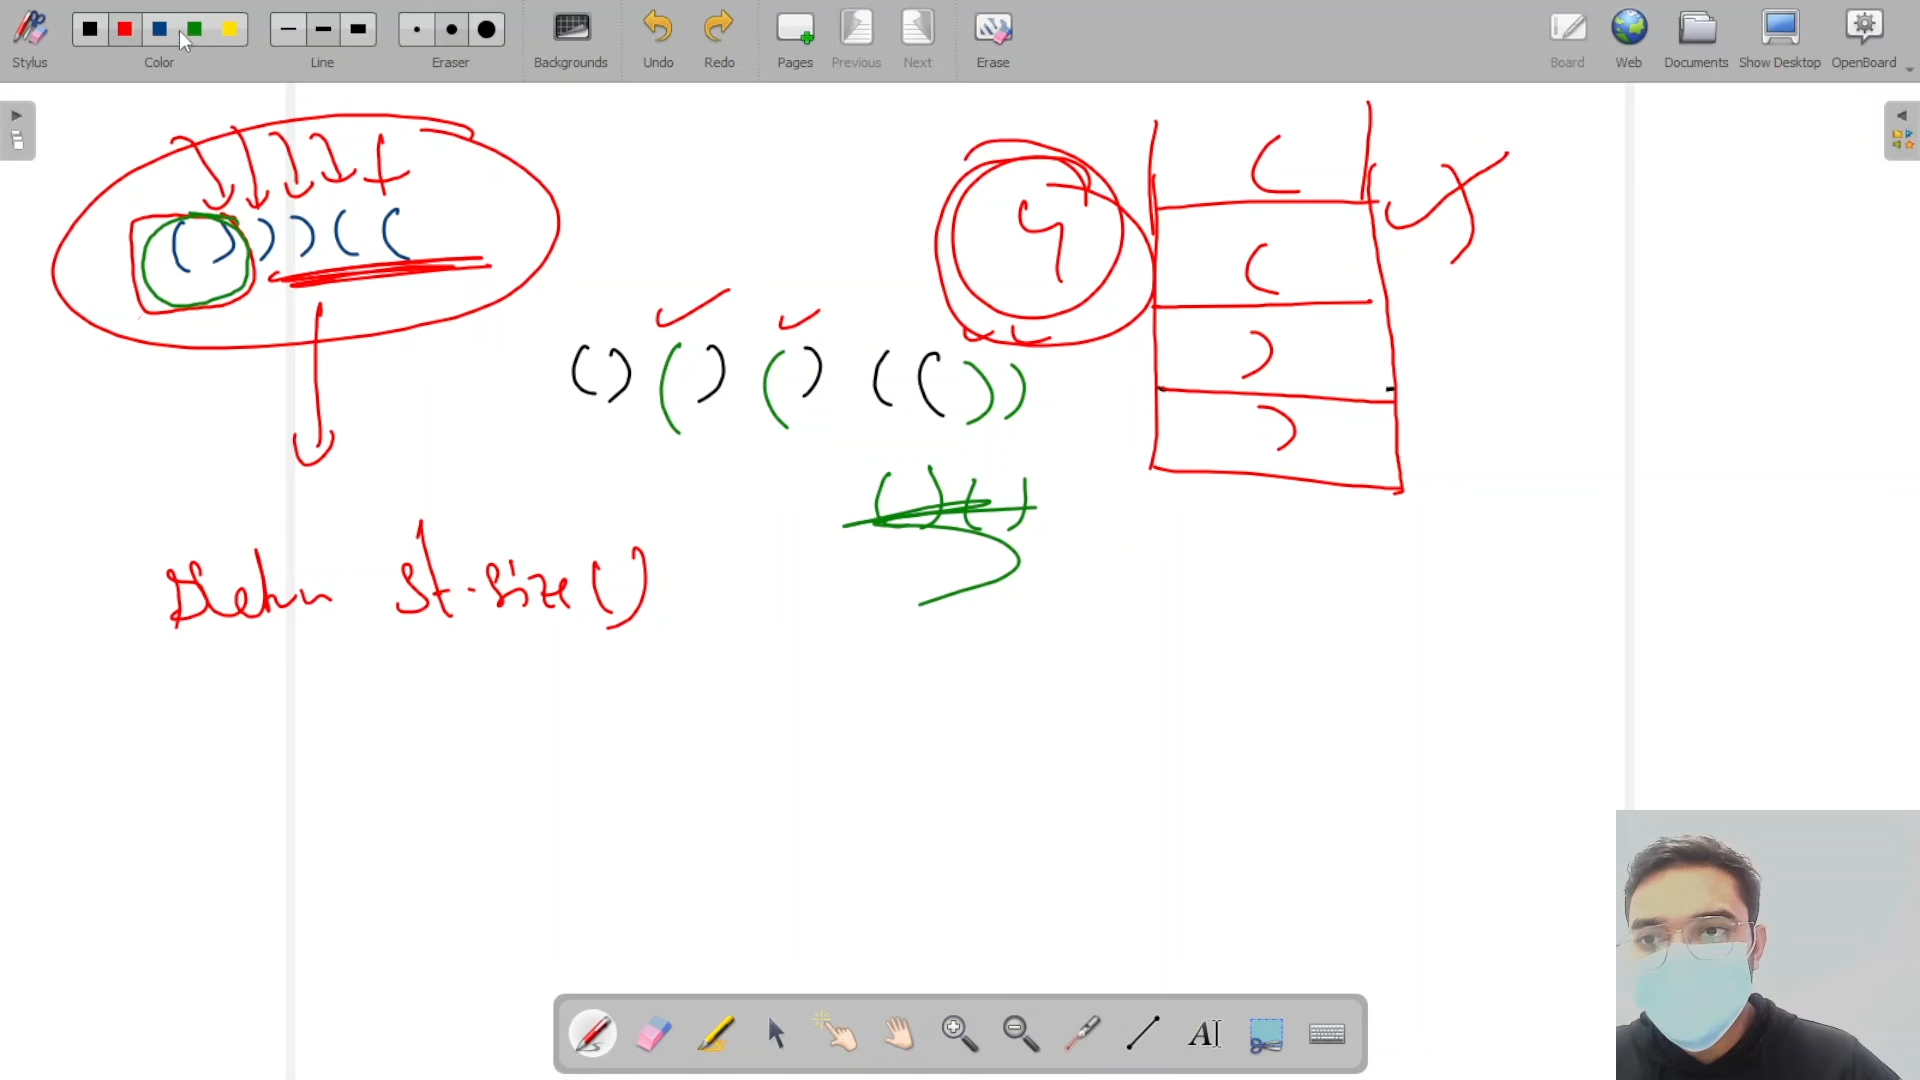 Stylus Color Line Eraser Backgrounds Undo Redo Pages Previous Next Erase Board Web Documents Show Desktop OpenBoard
( ) ) ) ( (
4
(
(
)
)
( ) ( ) ( ) ( ( ) )
( ) ( )
Return st.size()
A